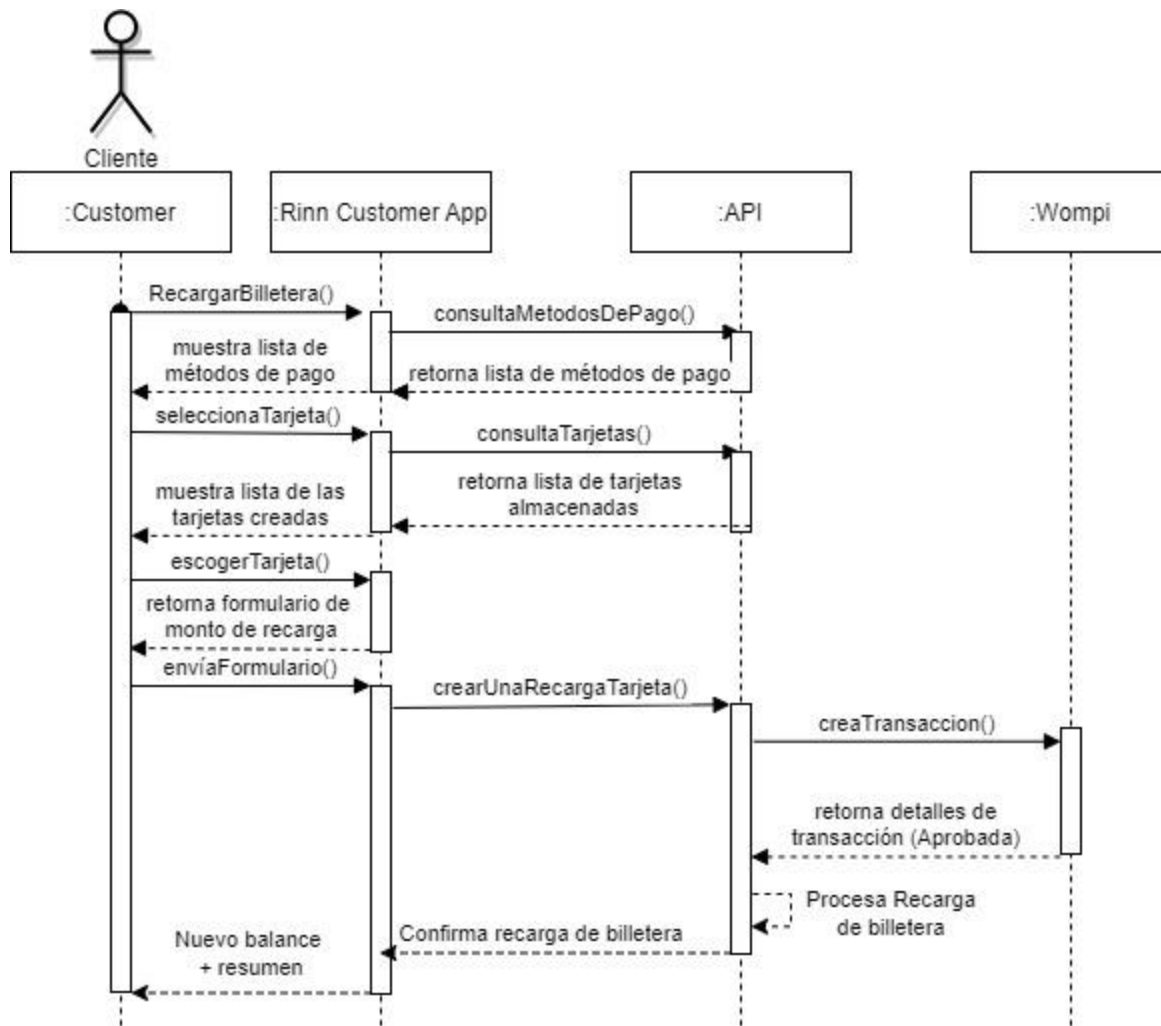 Cliente
:Customer
:Rinn Customer App
:API
:Wompi
RecargarBilletera()
consultaMetodosDePago()
muestra lista de
métodos de pago
retorna lista de métodos de pago
seleccionaTarjeta()
consultaTarjetas()
muestra lista de las
tarjetas creadas
retorna lista de tarjetas
almacenadas
escogerTarjeta()
retorna formulario de
monto de recarga
envíaFormulario()
crearUnaRecargaTarjeta()
creaTransaccion()
retorna detalles de
transacción (Aprobada)
Procesa Recarga
de billetera
Confirma recarga de billetera
Nuevo balance
+ resumen